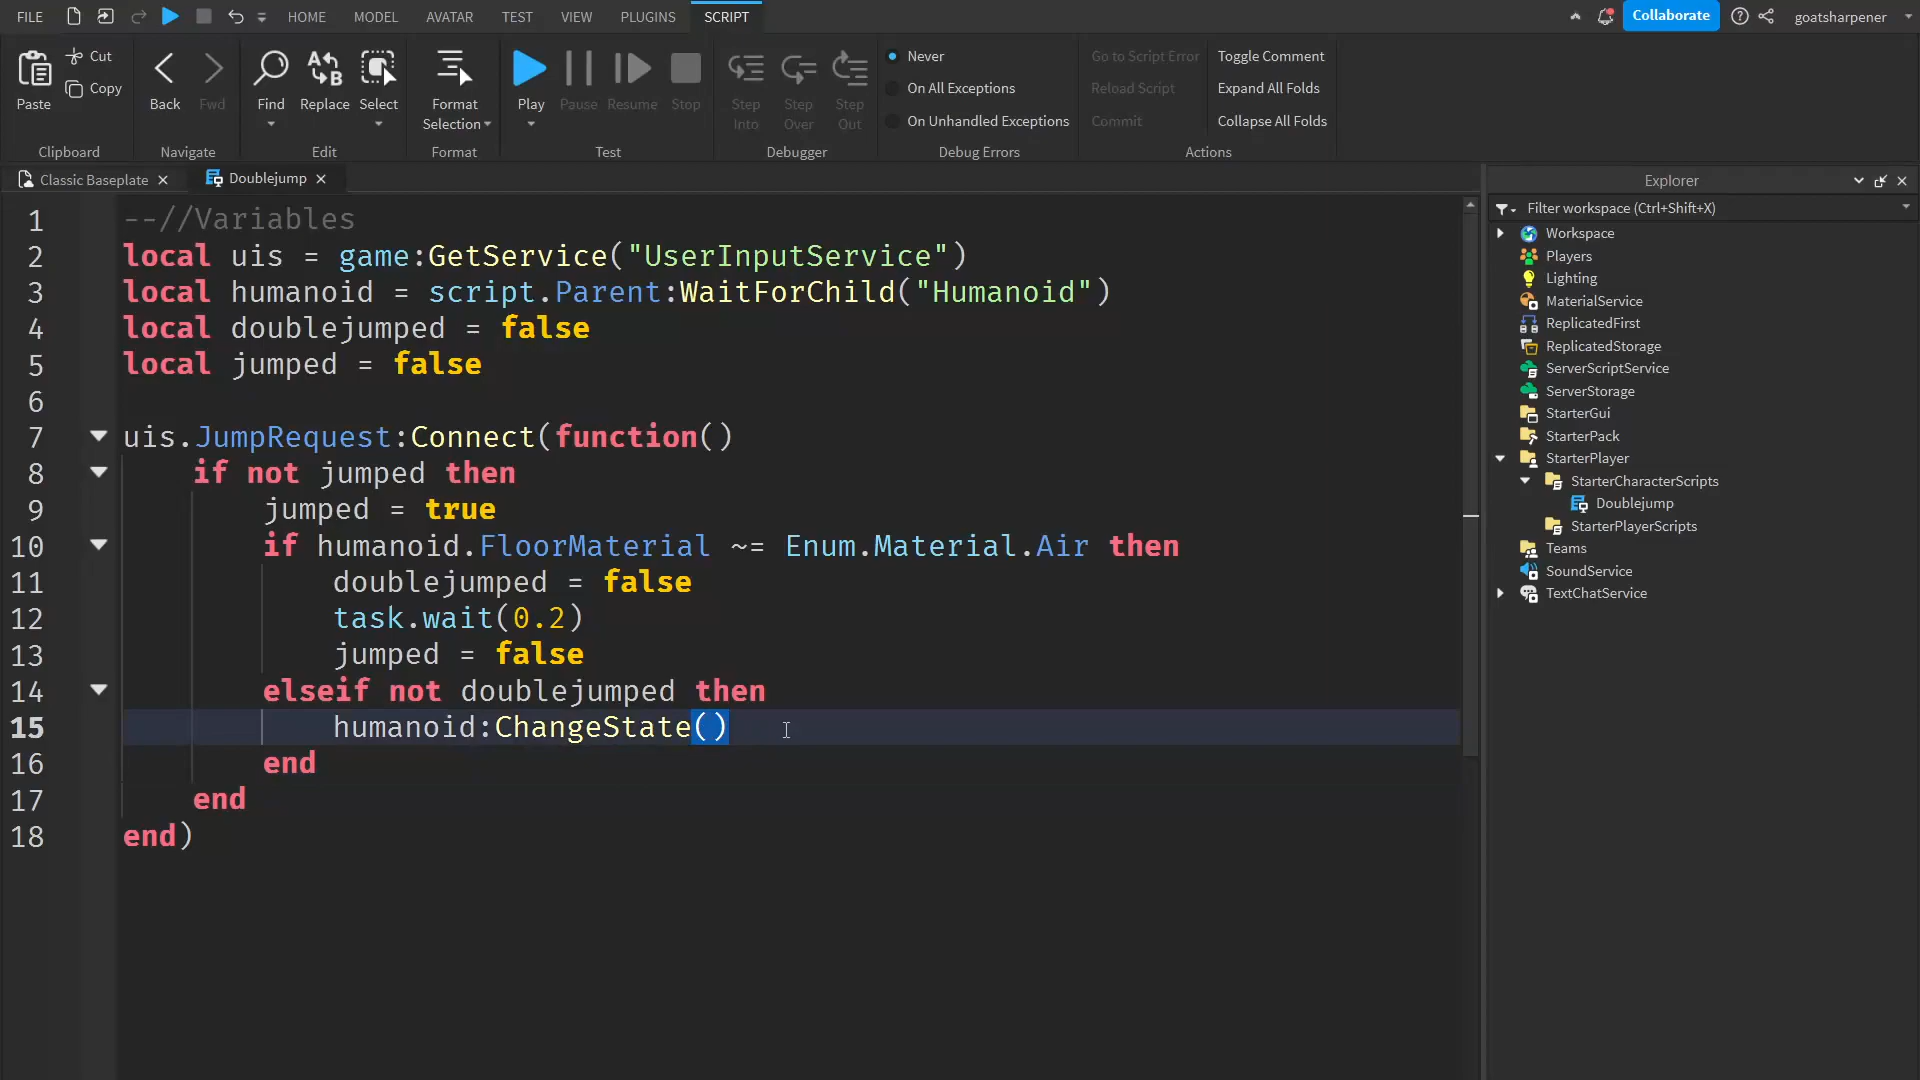 FILE HOME MODEL AVATAR TEST VIEW PLUGINS SCRIPT Collaborate goatsharpener
Paste Cut Copy Back Fwd Find Replace Select Format Selection Play Pause Resume Stop Step Into Step Over Step Out
Never
On All Exceptions
On Unhandled Exceptions
Go to Script Error
Reload Script
Commit
Toggle Comment
Expand All Folds
Collapse All Folds
Clipboard Navigate Edit Format Test Debugger Debug Errors Actions
Classic Baseplate Doublejump
1 --//Variables
2 local uis = game:GetService("UserInputService")
3 local humanoid = script.Parent:WaitForChild("Humanoid")
4 local doublejumped = false
5 local jumped = false
6
7 uis.JumpRequest:Connect(function()
8 if not jumped then
9 jumped = true
10 if humanoid.FloorMaterial ~= Enum.Material.Air then
11 doublejumped = false
12 task.wait(0.2)
13 jumped = false
14 elseif not doublejumped then
15 humanoid:ChangeState()
16 end
17 end
18 end)
Explorer
Filter workspace (Ctrl+Shift+X)
Workspace
Players
Lighting
MaterialService
ReplicatedFirst
ReplicatedStorage
ServerScriptService
ServerStorage
StarterGui
StarterPack
StarterPlayer
StarterCharacterScripts
Doublejump
StarterPlayerScripts
Teams
SoundService
TextChatService